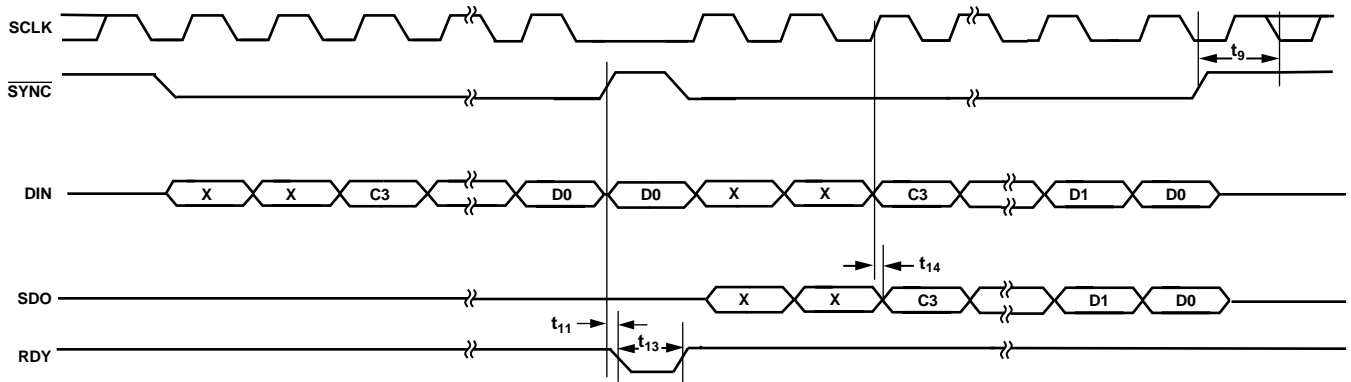 SCLK
t9
SYNC
DIN X X C3 D0 D0 X X C3 D1 D0
t14
SDO X X C3 D1 D0
t11 t13
RDY